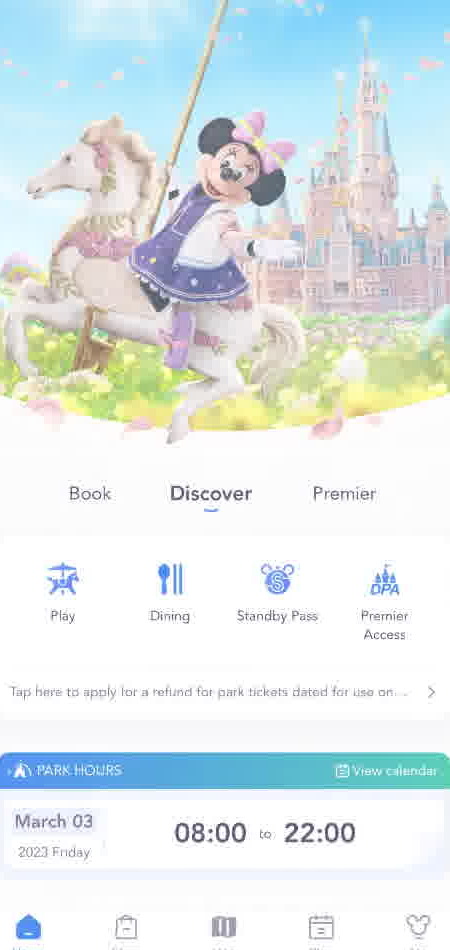 Book Discover Premier
DPA
Play Dining Standby Pass Premier
Access
Tap here to apply for a refund for park tickets dated for use on...
PARK HOURS View calendar
March 03 08:00 to 22:00
2023 Friday